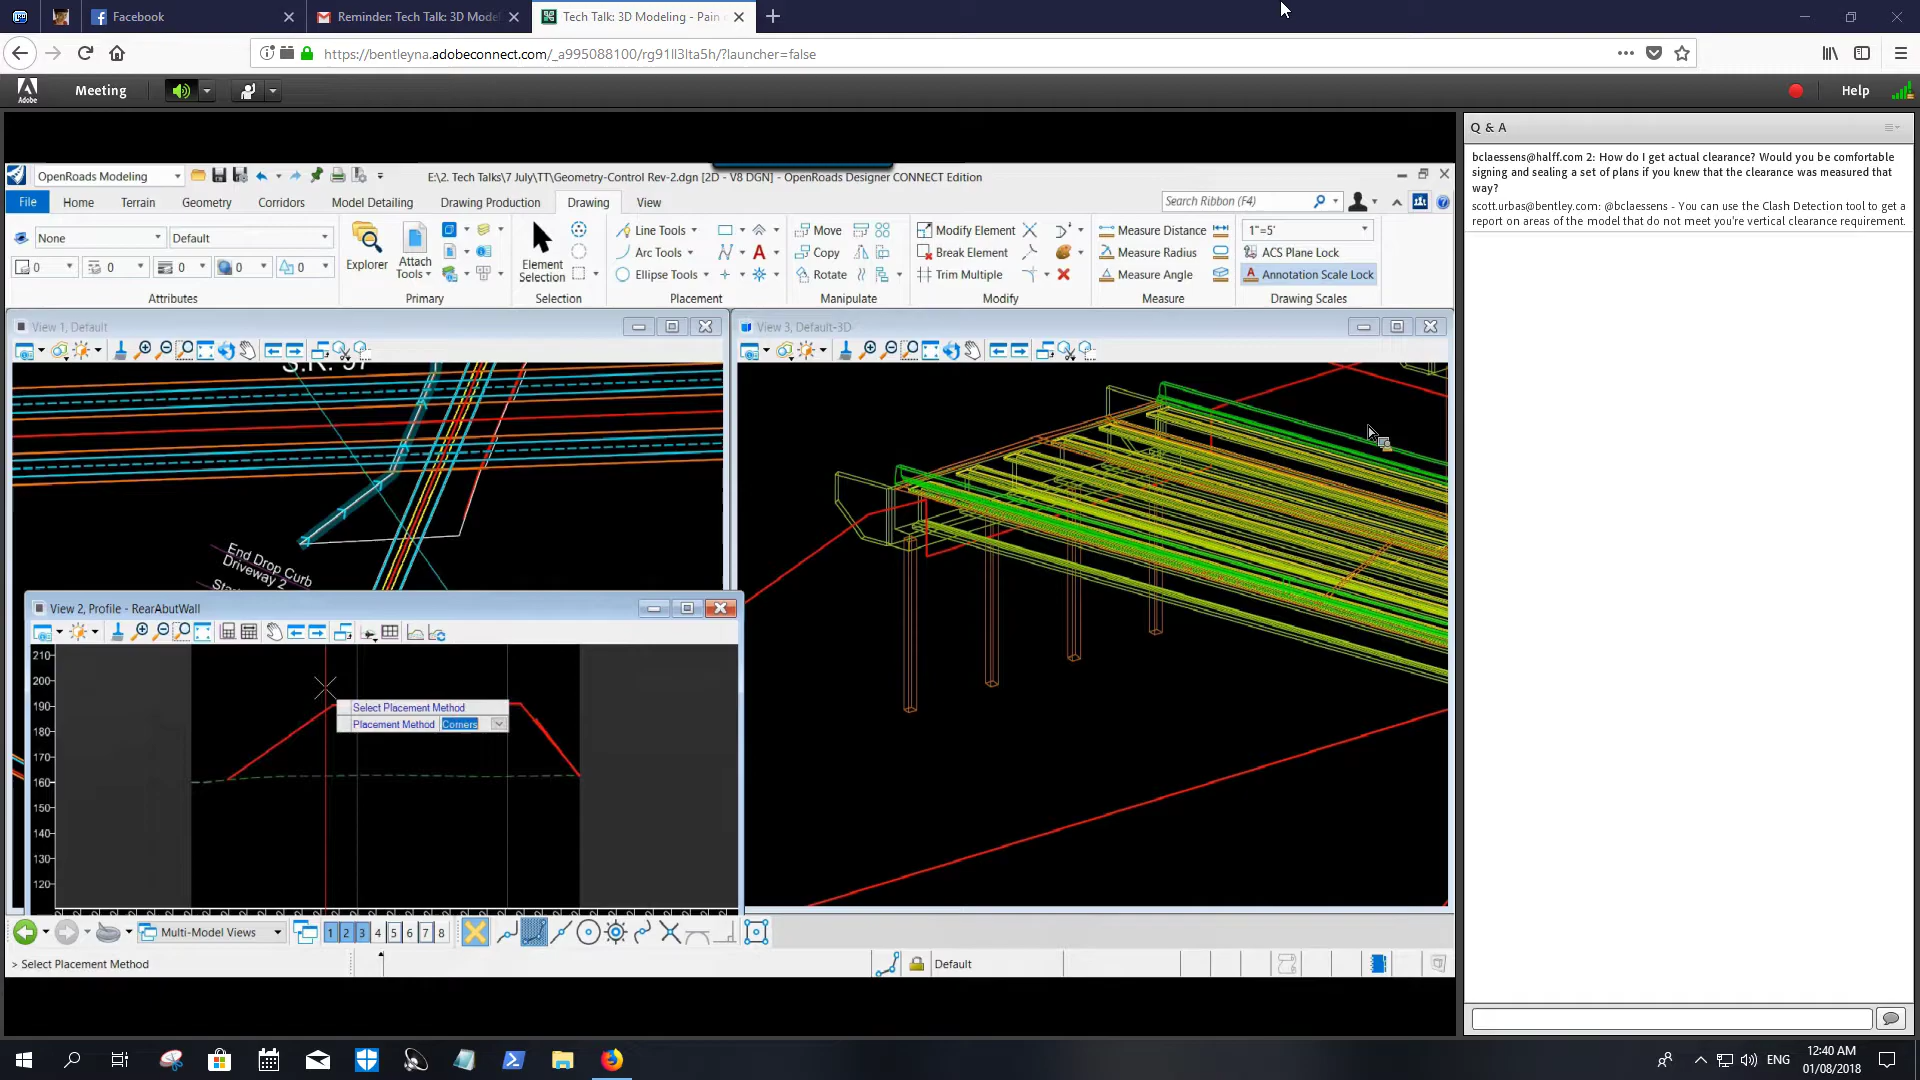 Facebook
Reminder: Tech Talk: 3D Model
Tech Talk: 3D Modeling - Pain
https://bentleyna.adobeconnect.com/_a995088100/rg91ll3lta5h/?launcher=false
Adobe
Meeting
Help
Q & A
bclaessens@halff.com 2: How do I get actual clearance? Would you be comfortable
signing and sealing a set of plans if you knew that the clearance was measured that
way?
scott.urbas@bentley.com: @bclaessens - You can use the Clash Detection tool to get a
report on areas of the model that do not meet you're vertical clearance requirement.
OpenRoads Modeling
E:\2. Tech Talks\7 July\TT\Geometry-Control Rev-2.dgn [2D - V8 DGN] - OpenRoads Designer CONNECT Edition
File Home Terrain Geometry Corridors Model Detailing Drawing Production Drawing View
Search Ribbon (F4)
None Default
0 0 0 0 0
Attributes
Explorer
Attach
Tools
Primary
Element
Selection
Selection
Line Tools
Arc Tools
Ellipse Tools
Placement
Move
Copy
Rotate
Manipulate
Modify Element
Break Element
Trim Multiple
Modify
Measure Distance
Measure Radius
Measure Angle
Measure
1"=5'
ACS Plane Lock
Annotation Scale Lock
Drawing Scales
View 1, Default
View 3, Default-3D
End Drop Curb
Driveway 2
View 2, Profile - RearAbutWall
210
200
190
180
170
160
150
140
130
120
Select Placement Method
Placement Method Corners
Multi-Model Views
1 2 3 4 5 6 7 8
> Select Placement Method
Default
ENG
12:40 AM
01/08/2018